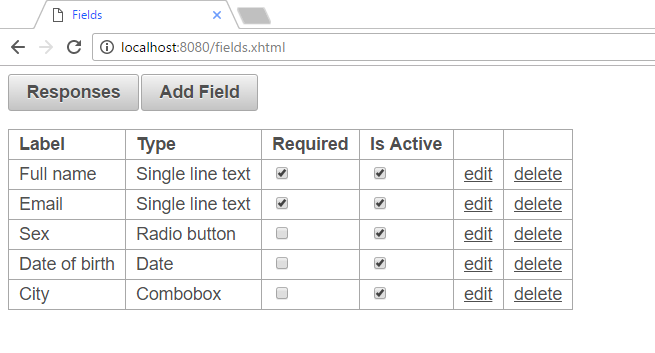 Fields
localhost:8080/fields.xhtml
Responses Add Field
Label Type Required Is Active
Full name Single line text edit delete
Email Single line text edit delete
Sex Radio button edit delete
Date of birth Date edit delete
City Combobox edit delete